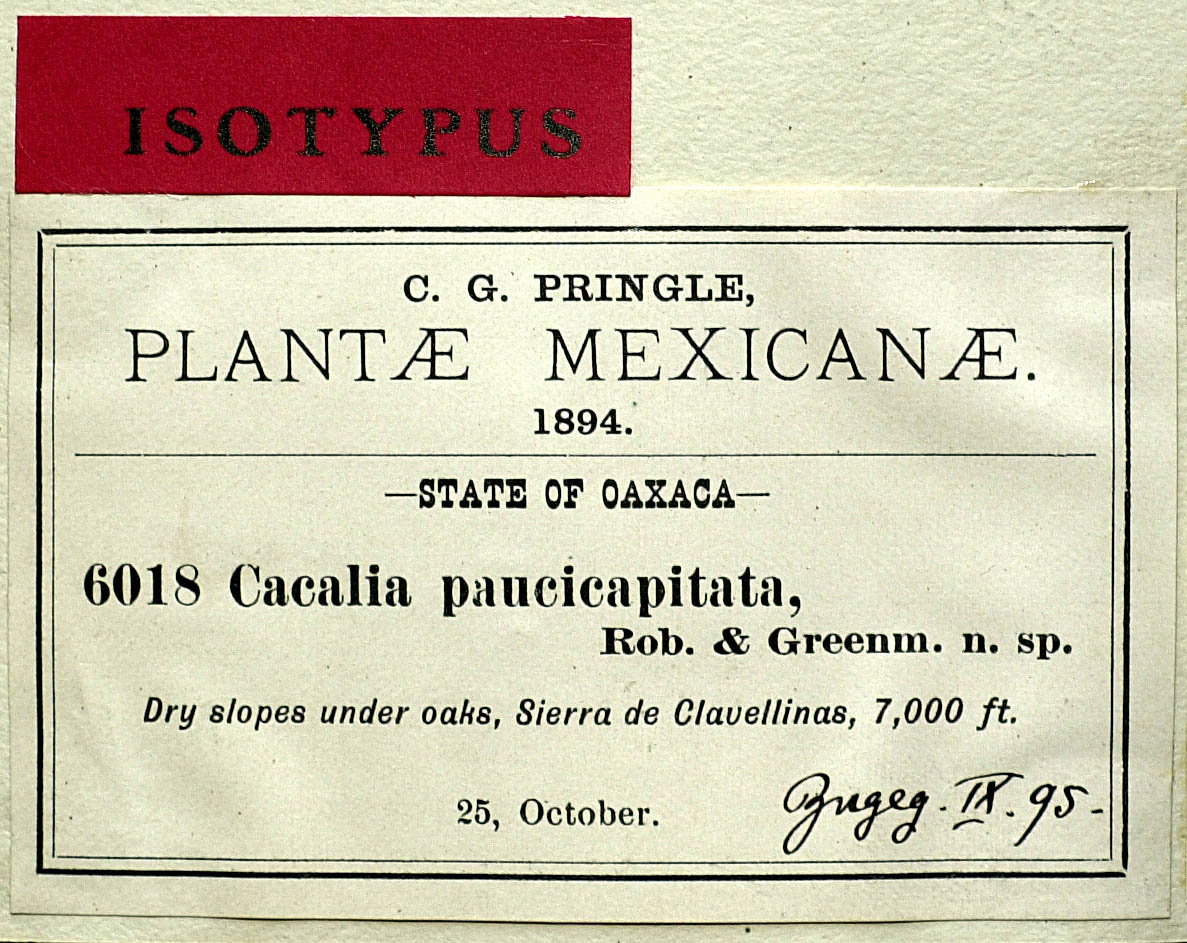 ISOTYPUS
C. G. PRINGLE,
PLANTÆ MEXICANÆ.
1894.
—STATE OF OAXACA—
6018 Cacalia paucicapitata,
Rob. & Greenm. n. sp.
Dry slopes under oaks, Sierra de Clavellinas, 7,000 ft.
25, October.
Zugeg. IX. 95-